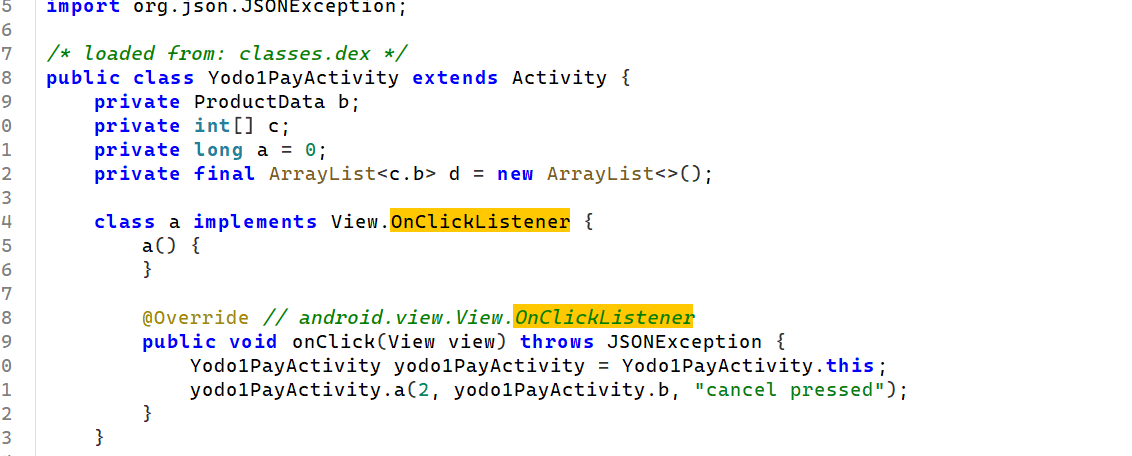 5 import org.json.JSONException;
6
7 /* loaded from: classes.dex */
8 public class Yodo1PayActivity extends Activity {
9     private ProductData b;
0     private int[] c;
1     private long a = 0;
2     private final ArrayList<c.b> d = new ArrayList<>();
3
4     class a implements View.OnClickListener {
5         a() {
6         }
7
8         @Override // android.view.View.OnClickListener
9         public void onClick(View view) throws JSONException {
0             Yodo1PayActivity yodo1PayActivity = Yodo1PayActivity.this;
1             yodo1PayActivity.a(2, yodo1PayActivity.b, "cancel pressed");
2         }
3     }